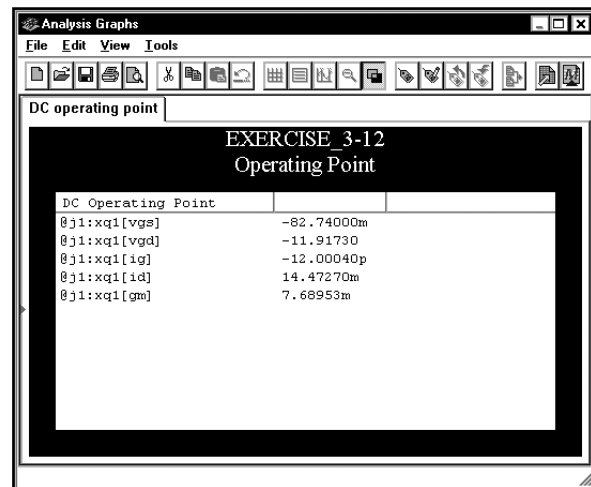 Analysis Graphs
File Edit View Tools
DC operating point
EXERCISE_3-12
Operating Point
DC Operating Point
@j1:xq1[vgs] -82.74000m
@j1:xq1[vgd] -11.91730
@j1:xq1[ig] -12.00040p
@j1:xq1[id] 14.47270m
@j1:xq1[gm] 7.68953m